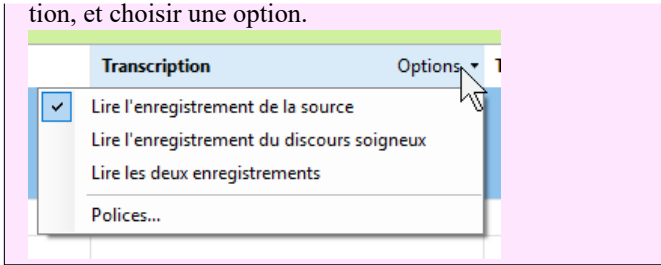 tion, et choisir une option.
Transcription Options T
Lire l'enregistrement de la source
Lire l'enregistrement du discours soigneux
Lire les deux enregistrements
Polices...